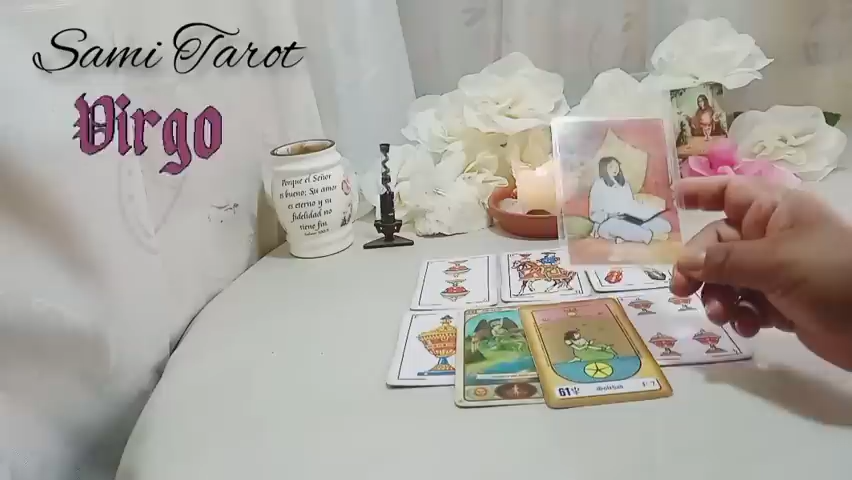 Sami Tarot
Virgo
Porque el Señor
es bueno; Su amor
es eterno y su
fidelidad no
tiene fin.
61